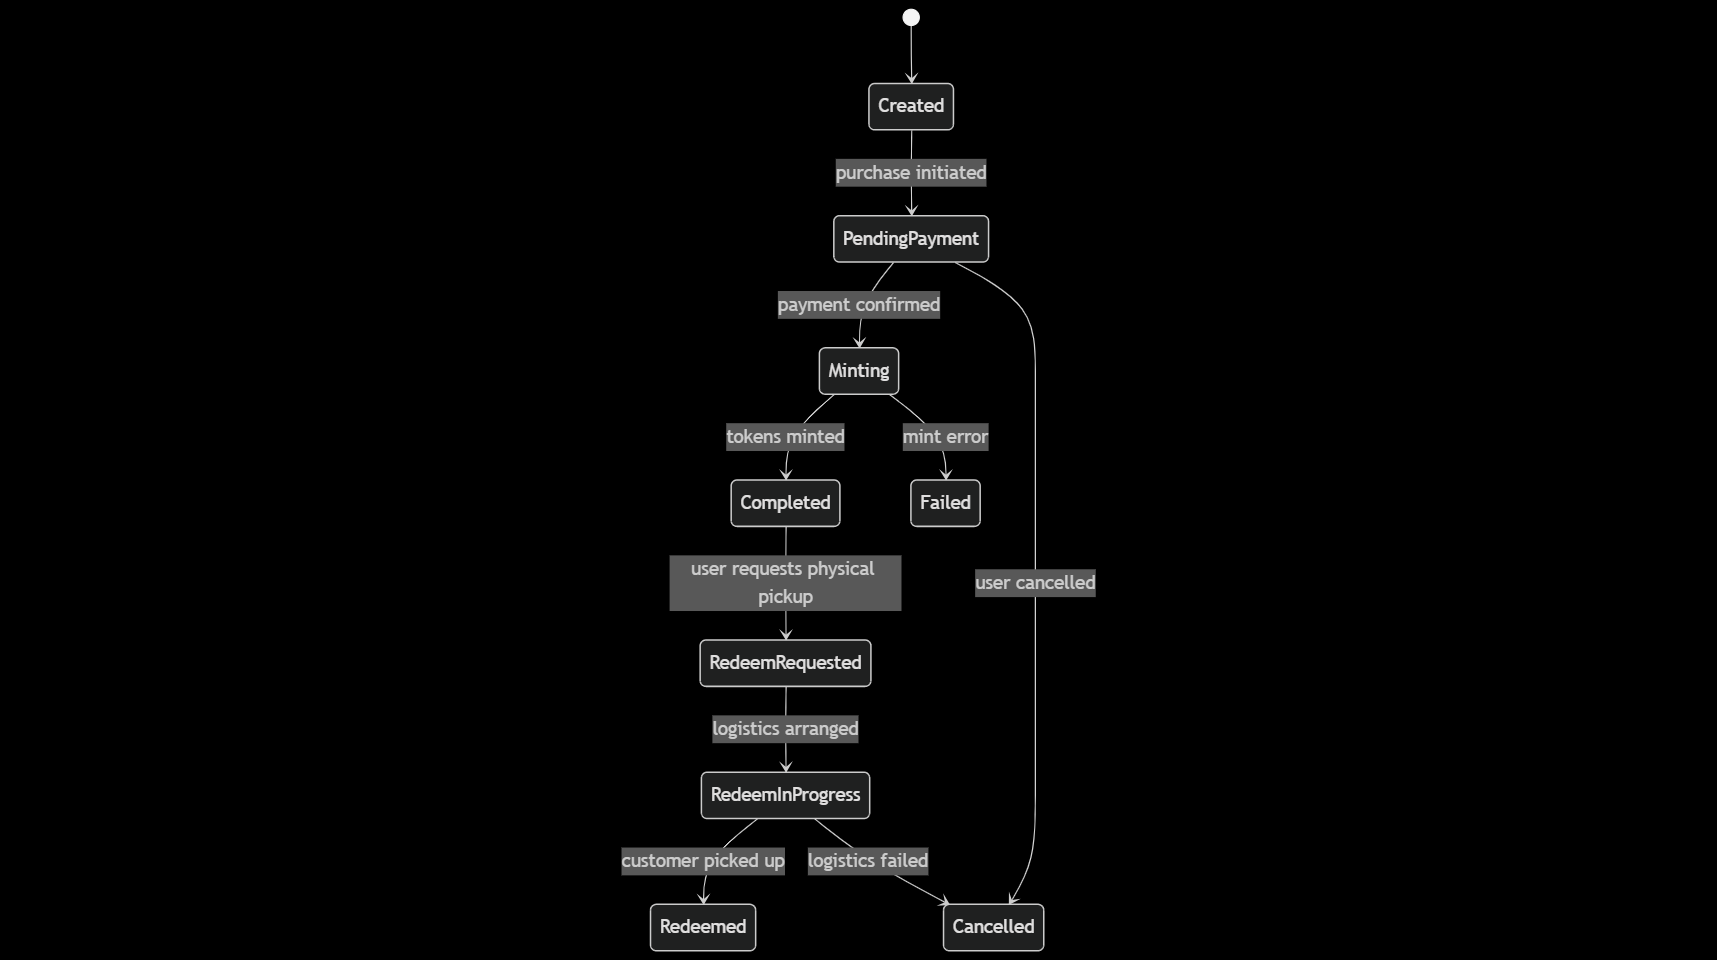 Created
purchase initiated
PendingPayment
payment confirmed
Minting
tokens minted
mint error
Completed
Failed
user requests physical
pickup
user cancelled
RedeemRequested
logistics arranged
RedeemInProgress
customer picked up
logistics failed
Redeemed
Cancelled